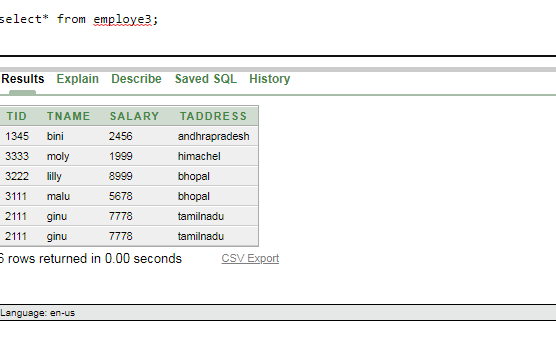 select* from employe3;
Results Explain Describe Saved SQL History
TID TNAME SALARY TADDRESS
1345 bini 2456 andhrapradesh
3333 moly 1999 himachel
3222 lilly 8999 bhopal
3111 malu 5678 bhopal
2111 ginu 7778 tamilnadu
2111 ginu 7778 tamilnadu
6 rows returned in 0.00 seconds CSV Export
Language: en-us